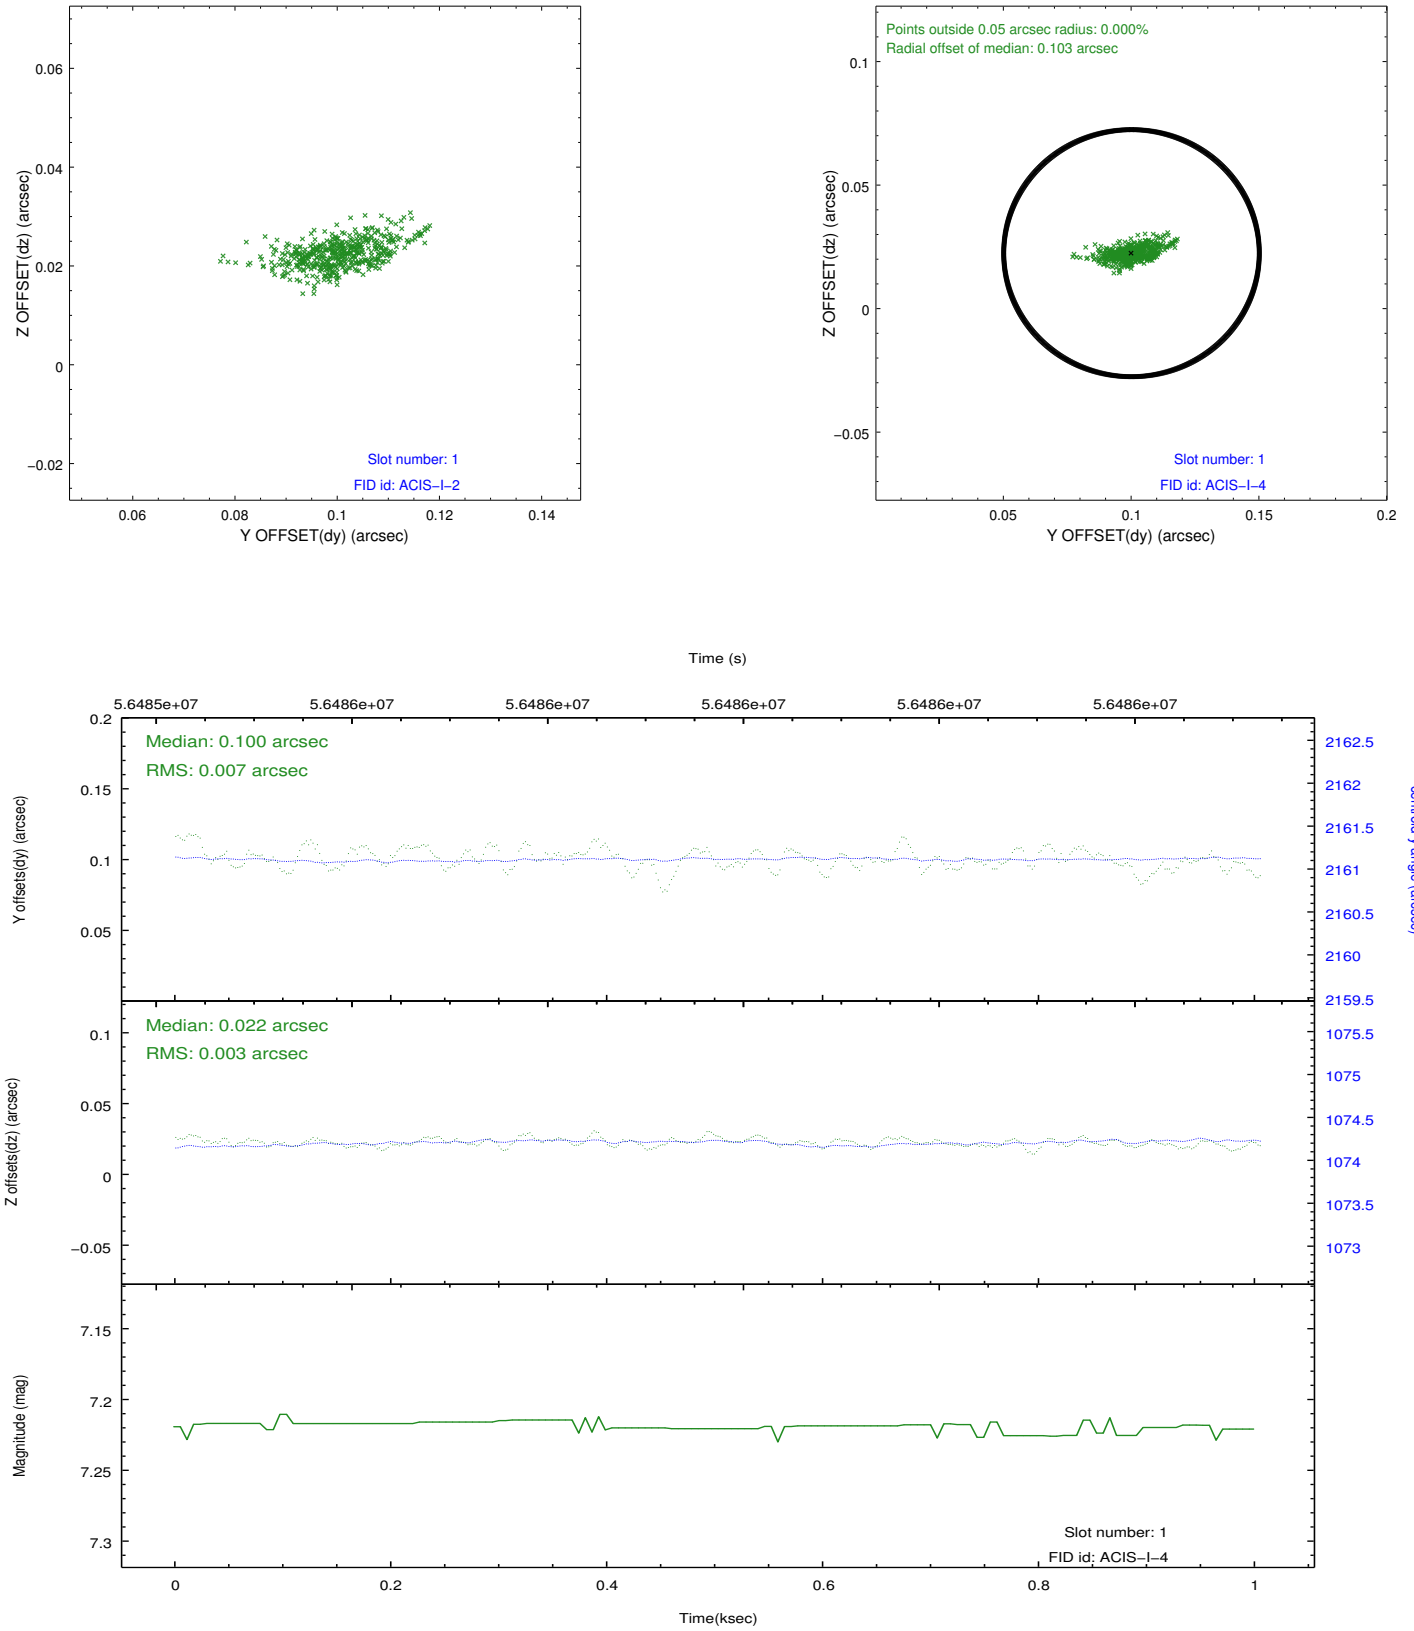 0.06
0.04
0.02
0
−0.02
Z OFFSET(dz) (arcsec)
Slot number: 1
FID id: ACIS−I−2
0.06 0.08 0.1 0.12 0.14
Y OFFSET(dy) (arcsec)
Points outside 0.05 arcsec radius: 0.000%
Radial offset of median: 0.103 arcsec
0.1
0.05
0
−0.05
Z OFFSET(dz) (arcsec)
Slot number: 1
FID id: ACIS−I−4
0.05 0.1 0.15 0.2
Y OFFSET(dy) (arcsec)
Time (s)
5.6485e+07 5.6486e+07 5.6486e+07 5.6486e+07 5.6486e+07 5.6486e+07
Median: 0.100 arcsec
RMS: 0.007 arcsec
0.2
0.15
0.1
0.05
Y offsets(dy) (arcsec)
2162.5
2162
2161.5
2161
2160.5
2160
2159.5
Median: 0.022 arcsec
RMS: 0.003 arcsec
0.1
0.05
0
−0.05
Z offsets(dz) (arcsec)
1075.5
1075
1074.5
1074
1073.5
1073
7.15
7.2
7.25
7.3
Magnitude (mag)
Slot number: 1
FID id: ACIS−I−4
0 0.2 0.4 0.6 0.8 1
Time(ksec)